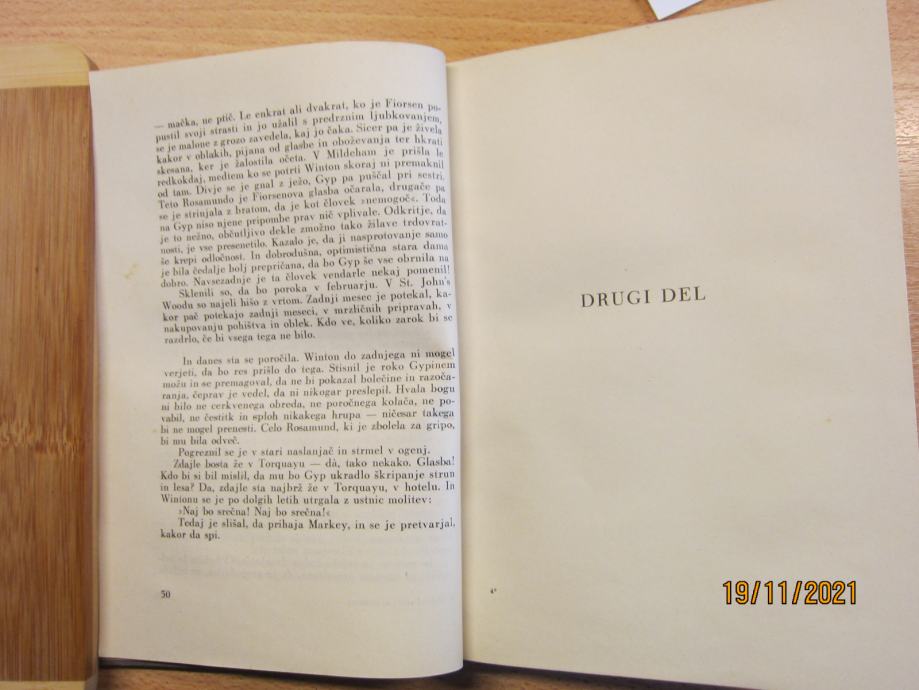 — mačka, ne ptič. Le enkrat ali dvakrat, ko je Fiorsen po-
pustil svoji strasti in jo užalil s predrznim ljubkovanjem,
se je malone z grozo zavedela, kaj jo čaka. Sicer pa je živela
kakor v oblakih, pijana od glasbe in oboževanja ter hkrati
skesana, ker je žalostila očeta. V Mildeham je prišla le
redkokdaj, medtem ko se potrti Winton skoraj ni premaknil
od tam. Divje se je gnal z ježo, Gyp pa puščal pri sestri.
Teto Rosamundo je Fiorsenova glasba očarala, drugače pa
se je strinjala z bratom, da je kot človek »nemogoč«. Toda
na Gyp niso njene pripombe prav nič vplivale. Odkritje, da
je to nežno, občutljivo dekle zmožno tako žilave trdovrat-
nosti, je vse presenetilo. Kazalo je, da ji nasprotovanje samo
še krepi odločnost. In dobrodušna, optimistična stara dama
je bila čedalje bolj prepričana, da bo Gyp še vse obrnila na
dobro. Navsezadnje je ta človek vendarle nekaj pomenil!
Sklenili so, da bo poroka v februarju. V St. John's
Woodu so najeli hišo z vrtom. Zadnji mesec je potekal, ka-
kor pač potekajo zadnji meseci, v mrzličnih pripravah, v
nakupovanju pohištva in oblek. Kdo ve, koliko zarok bi se
razdrlo, če bi vsega tega ne bilo.
In danes sta se poročila. Winton do zadnjega ni mogel
verjeti, da bo res prišlo do tega. Stisnil je roko Gypinem
možu in se premagoval, da ne bi pokazal bolečine in razoča-
ranja, čeprav je vedel, da ni nikogar preslepil. Hvala bogu
ni bilo ne cerkvenega obreda, ne poročnega kolača, ne po-
vabil, ne čestitk in sploh nikakega hrupa — ničesar takega
bi ne mogel prenesti. Celo Rosamund, ki je zbolela za gripo,
bi mu bila odveč.
Pogreznil se je v stari naslanjač in strmel v ogenj.
Zdajle bosta že v Torquayu — dà, tako nekako. Glasba!
Kdo bi si bil mislil, da mu bo Gyp ukradlo škripanje strun
in lesa? Da, zdajle sta najbrž že v Torquayu, v hotelu. In
Wintonu se je po dolgih letih utrgala z ustnic molitev:
»Naj bo srečna! Naj bo srečna!«
Tedaj je slišal, da prihaja Markey, in se je pretvarjal,
kakor da spi.
50
DRUGI DEL
4*
19/11/2021